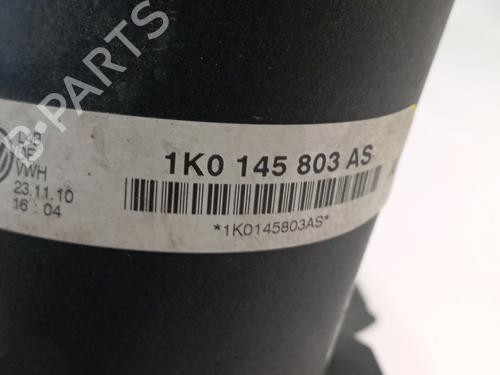 1K0 145 803 AS
*1K0145803AS*
VWH
23.11.10
16 : 04
B-PARTS